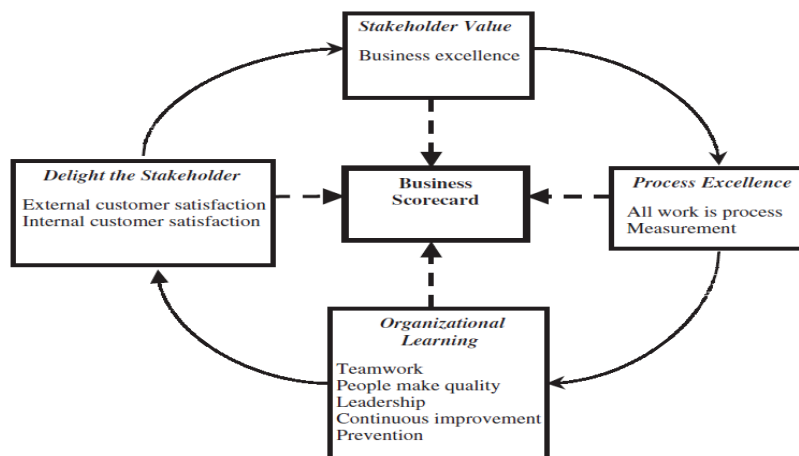 Stakeholder Value
Business excellence
Delight the Stakeholder
External customer satisfaction
Internal customer satisfaction
Business
Scorecard
Process Excellence
All work is process
Measurement
Organizational
Learning
Teamwork
People make quality
Leadership
Continuous improvement
Prevention